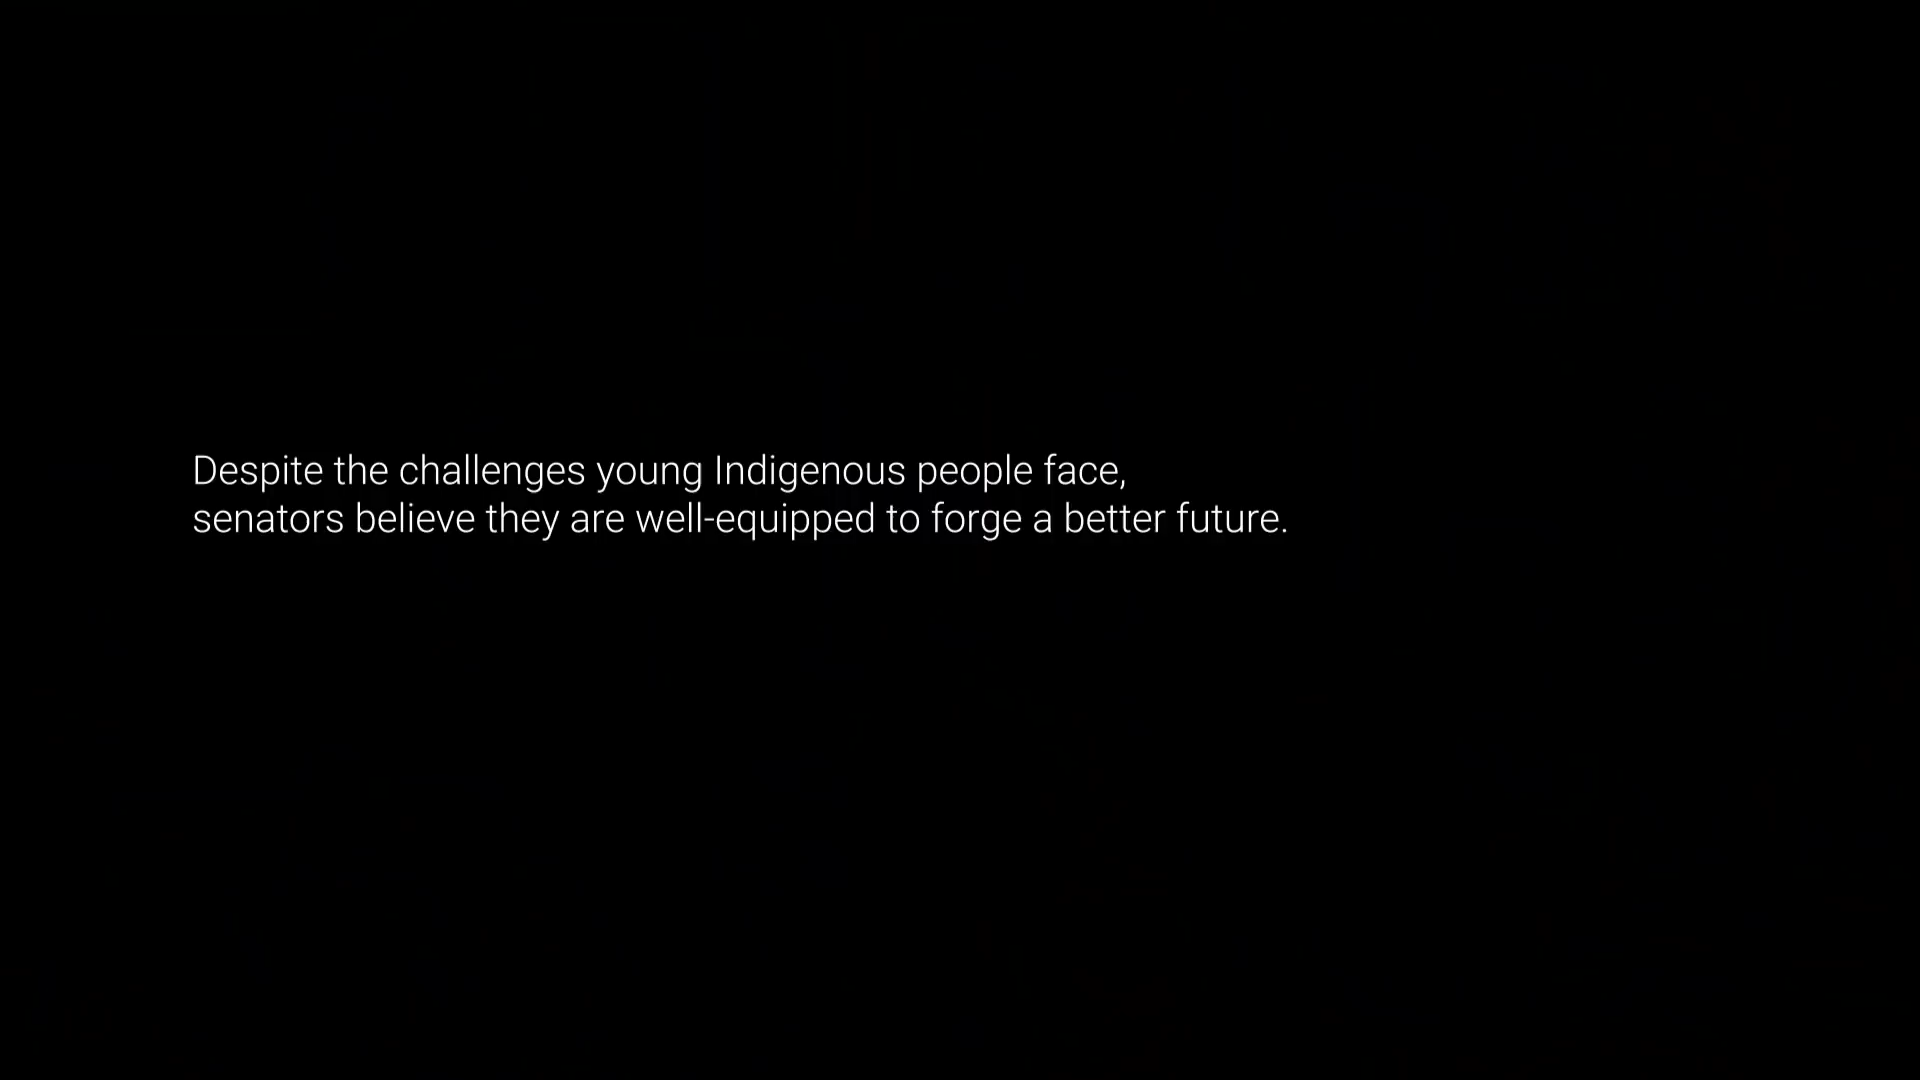 Despite the challenges young Indigenous people face,
senators believe they are well-equipped to forge a better future.